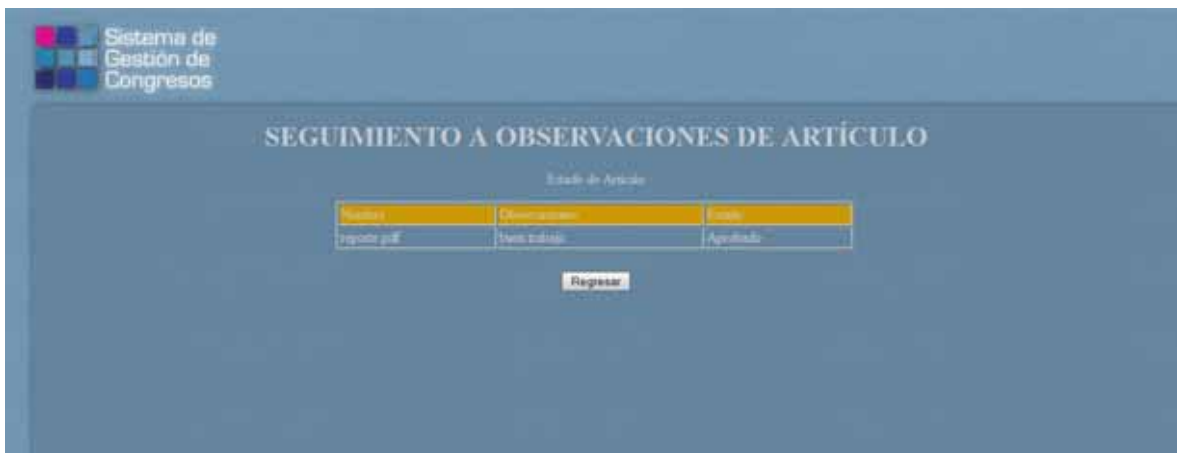 Sistema de
Gestión de
Congresos
SEGUIMIENTO A OBSERVACIONES DE ARTÍCULO
Estado de Artículo
Nombre Observaciones Estado
reporte.pdf buen trabajo Aprobado
Regresar